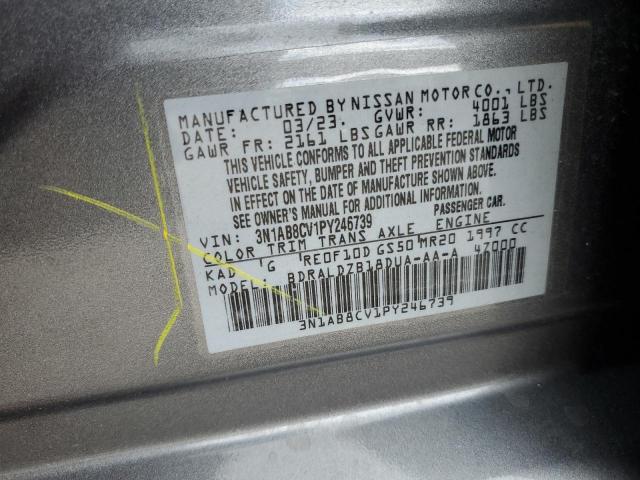 MANUFACTURED BY NISSAN MOTOR CO., LTD.
DATE: 03/23. GVWR: 4001 LBS
GAWR FR: 2161 LBS GAWR RR: 1863 LBS
THIS VEHICLE CONFORMS TO ALL APPLICABLE FEDERAL MOTOR
VEHICLE SAFETY, BUMPER AND THEFT PREVENTION STANDARDS
IN EFFECT ON THE DATE OF MANUFACTURE SHOWN ABOVE.
SEE OWNER'S MANUAL FOR ADDITIONAL INFORMATION.
VIN: 3N1AB8CV1PY246739 PASSENGER CAR.
COLOR TRIM TRANS AXLE ENGINE
KAD 'G RE0F10D GS50 MR20 1997 CC
MODEL: BDRALDZB18DUA-AA-A 47000
3N1AB8CV1PY246739